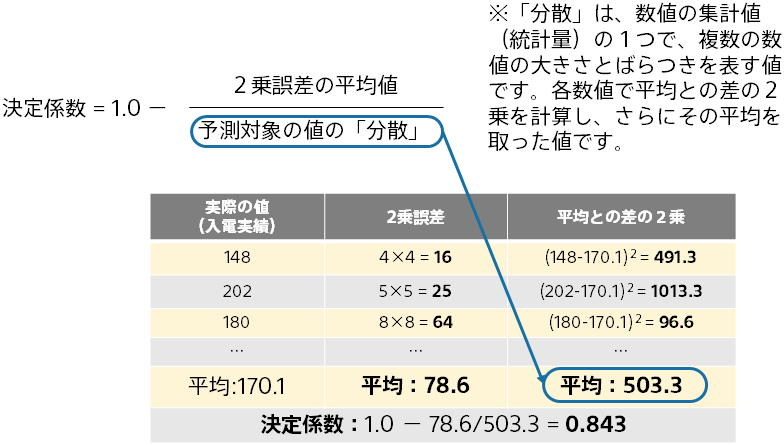 ※「分散」は、数値の集計値
（統計量）の１つで、複数の数
値の大きさとばらつきを表す値
です。各数値で平均との差の２
乗を計算し、さらにその平均を
取った値です。
決定係数 = 1.0 － ２乗誤差の平均値
予測対象の値の「分散」
実際の値
(入電実績) 2乗誤差 平均との差の２乗
148 4×4 = 16 (148-170.1)² = 491.3
202 5×5 = 25 (202-170.1)² = 1013.3
180 8×8 = 64 (180-170.1)² = 96.6
… … …
平均:170.1 平均：78.6 平均：503.3
決定係数：1.0 － 78.6/503.3 = 0.843